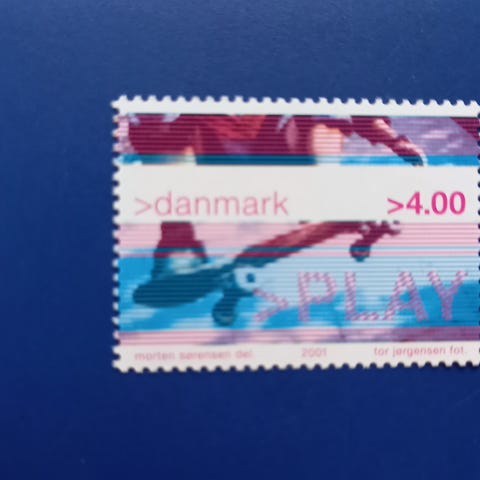 >danmark >4.00
>PLAY
morten sørensen del. 2001 tor jørgensen fot.